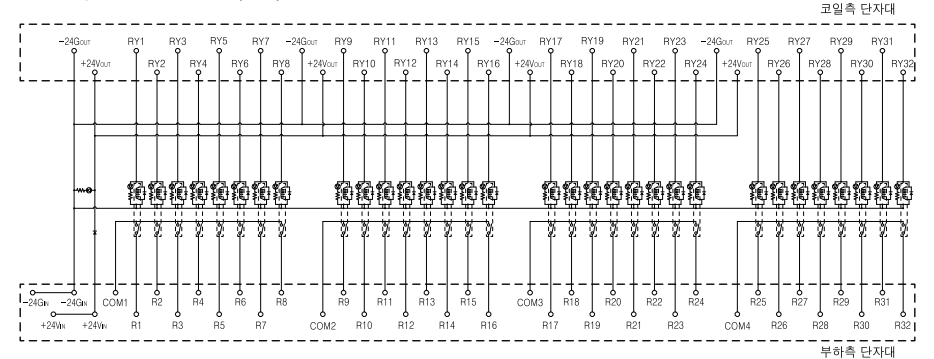 코일측 단자대
-24GOUT RY1 RY3 RY5 RY7 -24GOUT RY9 RY11 RY13 RY15 -24GOUT RY17 RY19 RY21 RY23 -24GOUT RY25 RY27 RY29 RY31
+24VOUT RY2 RY4 RY6 RY8 +24VOUT RY10 RY12 RY14 RY16 +24VOUT RY18 RY20 RY22 RY24 +24VOUT RY26 RY28 RY30 RY32
-24GIN -24GIN COM1 R2 R4 R6 R8 R9 R11 R13 R15 COM3 R18 R20 R22 R24 R25 R27 R29 R31
+24VIN +24VIN R1 R3 R5 R7 COM2 R10 R12 R14 R16 R17 R19 R21 R23 COM4 R26 R28 R30 R32
부하측 단자대